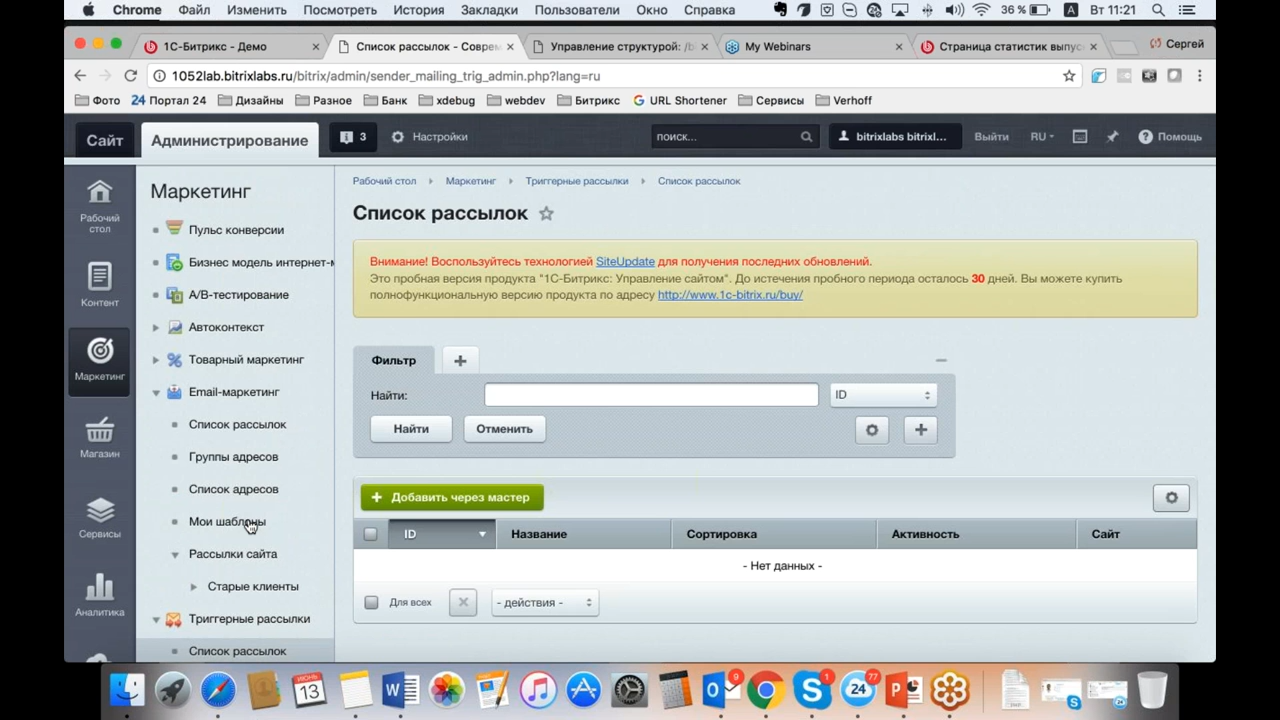 Chrome Файл Изменить Посмотреть История Закладки Пользователи Окно Справка 36 % A Вт 11:21
1С-Битрикс - Демо × Список рассылок - Соврем × Управление структурой: /b × My Webinars × Страница статистик выпус × Сергей
1052lab.bitrixlabs.ru/bitrix/admin/sender_mailing_trig_admin.php?lang=ru
Фото 24 Портал 24 Дизайны Разное Банк xdebug webdev Битрикс URL Shortener Сервисы Verhoff
Сайт Администрирование 3 Настройки поиск... bitrixlabs bitrixl... Выйти RU Помощь
Рабочий стол
Контент
Маркетинг
Магазин
Сервисы
Аналитика
Маркетинг
Пульс конверсии
Бизнес модель интернет-м
A/B-тестирование
Автоконтекст
Товарный маркетинг
Email-маркетинг
Список рассылок
Группы адресов
Список адресов
Мои шаблоны
Рассылки сайта
Старые клиенты
Триггерные рассылки
Список рассылок
Рабочий стол Маркетинг Триггерные рассылки Список рассылок
Список рассылок
Внимание! Воспользуйтесь технологией SiteUpdate для получения последних обновлений.
Это пробная версия продукта "1С-Битрикс: Управление сайтом". До истечения пробного периода осталось 30 дней. Вы можете купить
полнофункциональную версию продукта по адресу http://www.1c-bitrix.ru/buy/
Фильтр +
Найти: ID
Найти Отменить +
+ Добавить через мастер
ID Название Сортировка Активность Сайт
- Нет данных -
Для всех - действия -
13 9 1 24 77